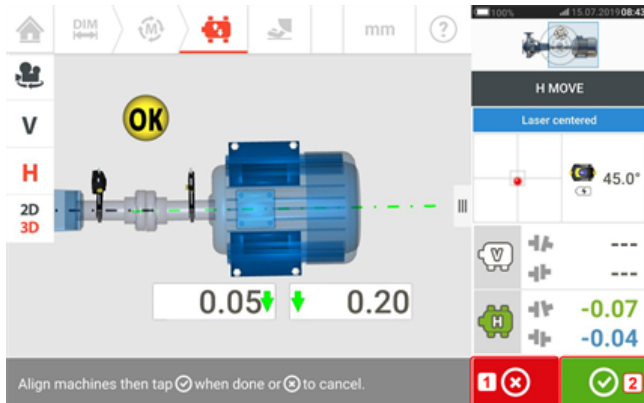 100% 15.07.2019 08:43
DIM M mm ?
H MOVE
Laser centered
45.0°
OK
V
H
2D
3D
0.05 0.20
V ---
---
H -0.07
-0.04
Align machines then tap when done or to cancel.
1 2